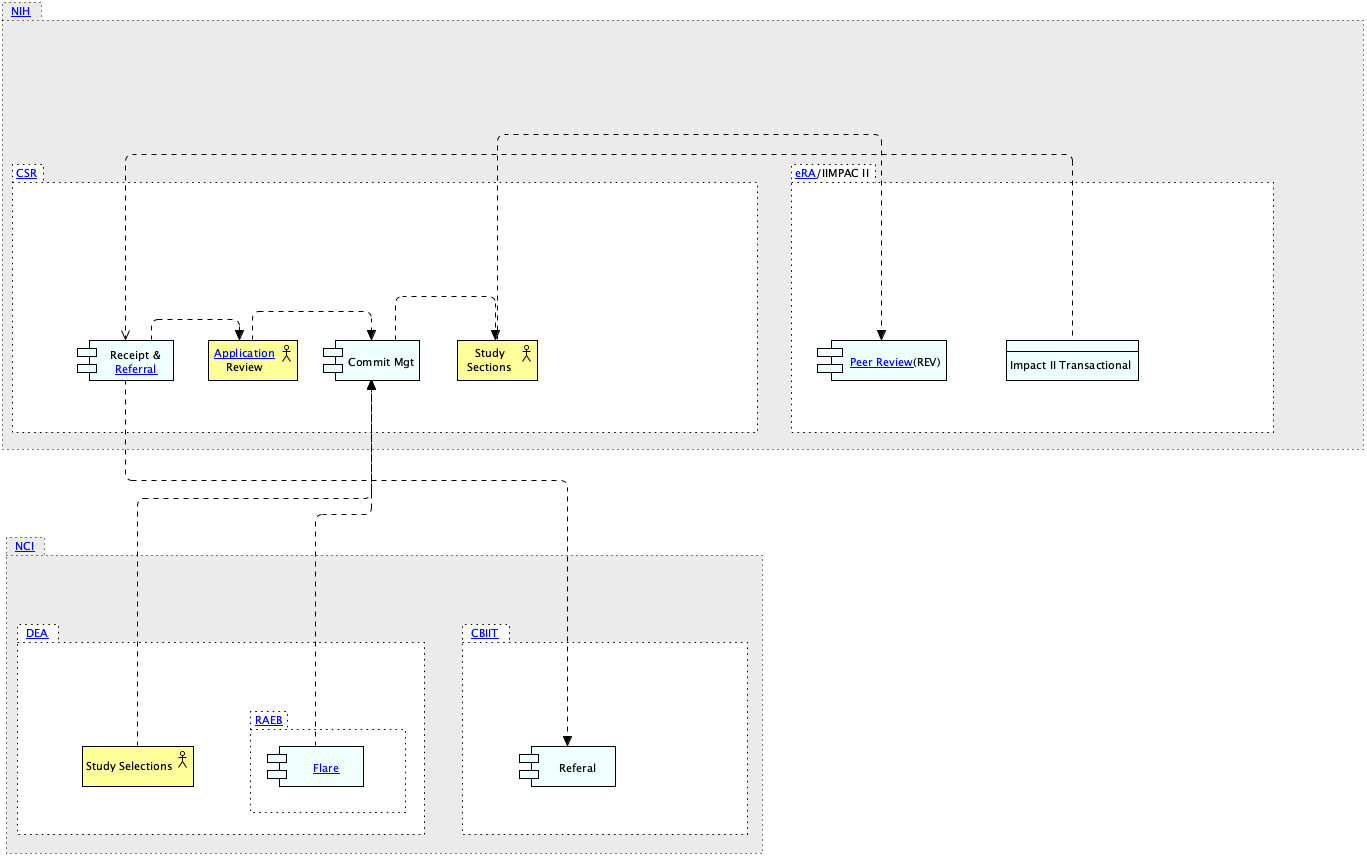 NIH
CSR
eRA/IIMPAC II
Receipt &
Referral
Application
Review
Commit Mgt
Study
Sections
Peer Review(REV)
Impact II Transactional
NCI
DEA
CBIIT
RAEB
Study Selections
Flare
Referal